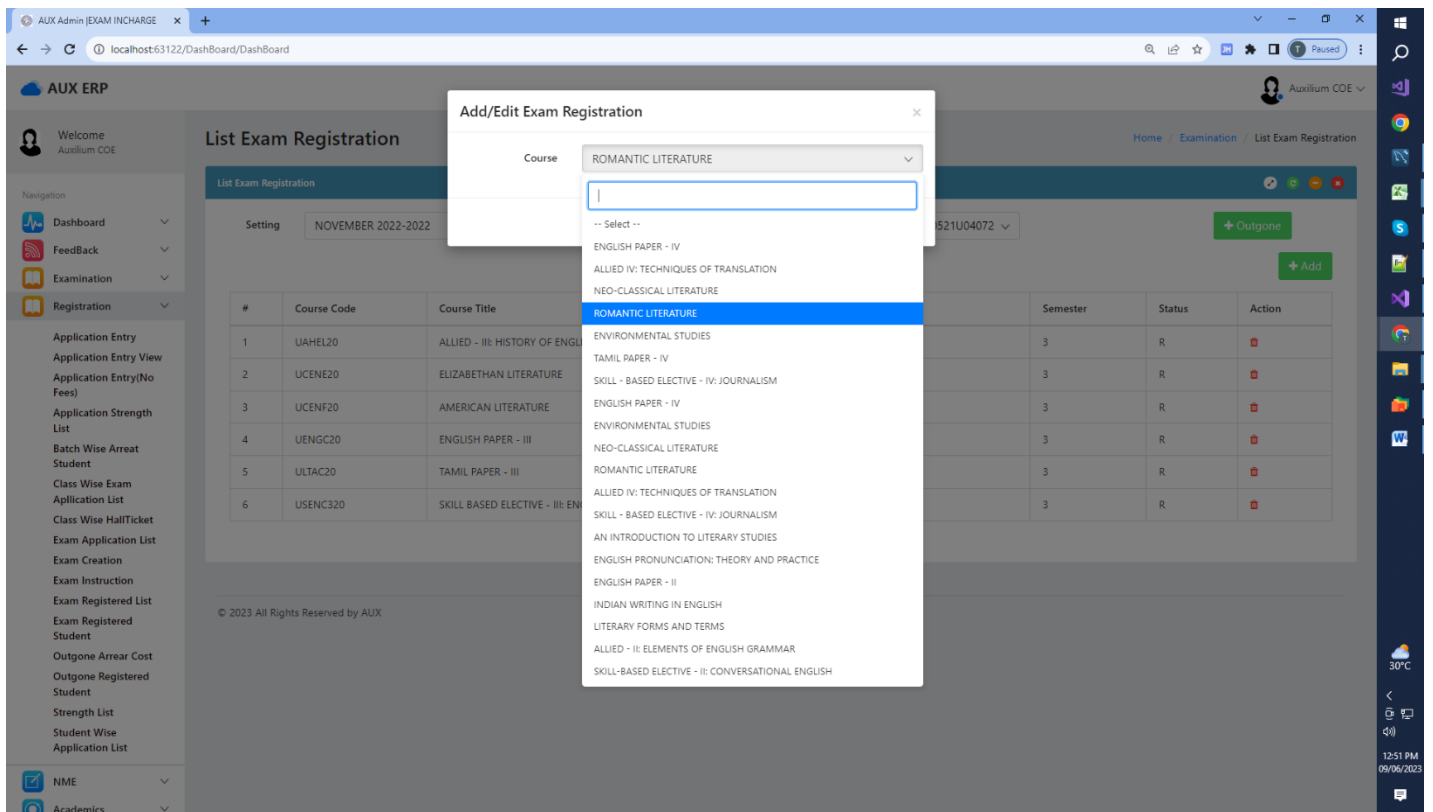 AUX Admin |EXAM INCHARGE
localhost:63122/DashBoard/DashBoard
Paused
AUX ERP
Auxilium COE
Welcome
Auxilium COE
Navigation
Dashboard
FeedBack
Examination
Registration
Application Entry
Application Entry View
Application Entry(No
Fees)
Application Strength
List
Batch Wise Arreat
Student
Class Wise Exam
Apllication List
Class Wise HallTicket
Exam Application List
Exam Creation
Exam Instruction
Exam Registered List
Exam Registered
Student
Outgone Arrear Cost
Outgone Registered
Student
Strength List
Student Wise
Application List
NME
Academics
List Exam Registration
Home / Examination / List Exam Registration
List Exam Registration
Setting NOVEMBER 2022-2022 0521U04072
+ Outgone
+ Add
# Course Code Course Title Semester Status Action
1 UAHEL20 ALLIED - III: HISTORY OF ENGL 3 R
2 UCENE20 ELIZABETHAN LITERATURE 3 R
3 UCENF20 AMERICAN LITERATURE 3 R
4 UENGC20 ENGLISH PAPER - III 3 R
5 ULTAC20 TAMIL PAPER - III 3 R
6 USENC320 SKILL BASED ELECTIVE - III: EN 3 R
© 2023 All Rights Reserved by AUX
Add/Edit Exam Registration
Course ROMANTIC LITERATURE
-- Select --
ENGLISH PAPER - IV
ALLIED IV: TECHNIQUES OF TRANSLATION
NEO-CLASSICAL LITERATURE
ROMANTIC LITERATURE
ENVIRONMENTAL STUDIES
TAMIL PAPER - IV
SKILL - BASED ELECTIVE - IV: JOURNALISM
ENGLISH PAPER - IV
ENVIRONMENTAL STUDIES
NEO-CLASSICAL LITERATURE
ROMANTIC LITERATURE
ALLIED IV: TECHNIQUES OF TRANSLATION
SKILL - BASED ELECTIVE - IV: JOURNALISM
AN INTRODUCTION TO LITERARY STUDIES
ENGLISH PRONUNCIATION: THEORY AND PRACTICE
ENGLISH PAPER - II
INDIAN WRITING IN ENGLISH
LITERARY FORMS AND TERMS
ALLIED - II: ELEMENTS OF ENGLISH GRAMMAR
SKILL-BASED ELECTIVE - II: CONVERSATIONAL ENGLISH
30°C
12:51 PM
09/06/2023